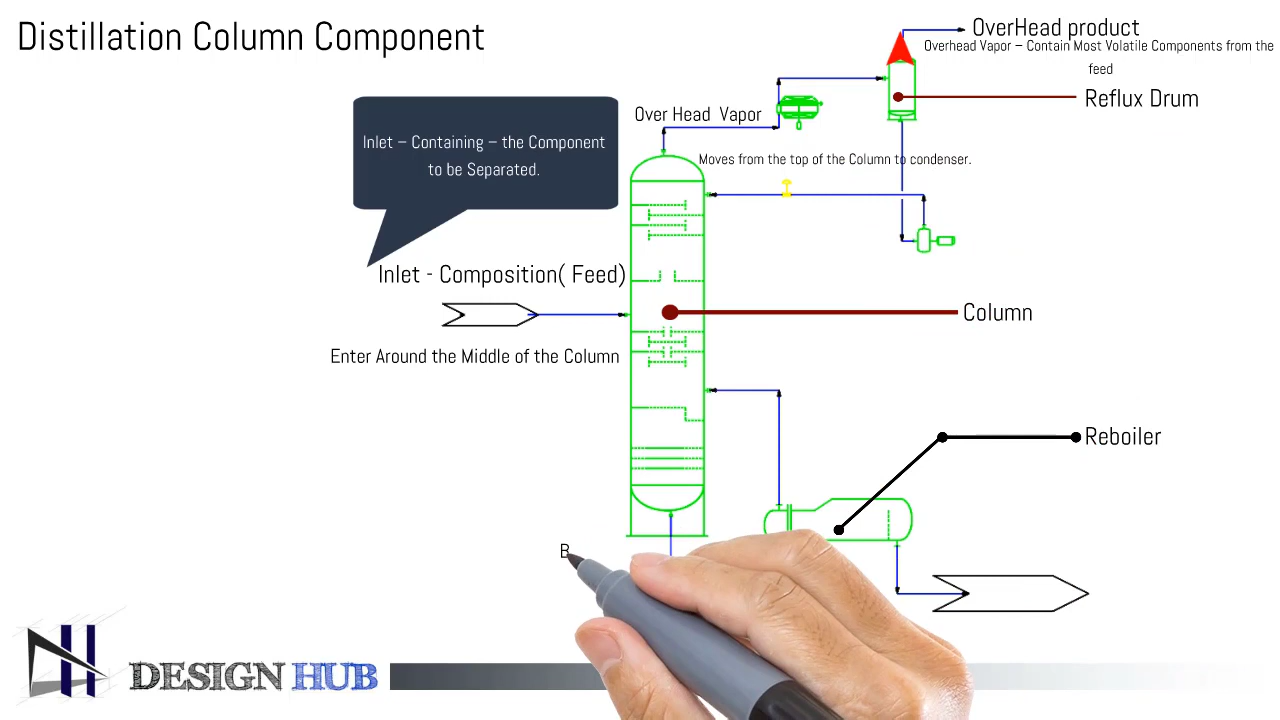 Distillation Column Component
OverHead product
Overhead Vapor – Contain Most Volatile Components from the
feed
Reflux Drum
Over Head Vapor
Inlet – Containing – the Component
to be Separated.
Moves from the top of the Column to condenser.
Inlet - Composition( Feed)
Column
Enter Around the Middle of the Column
Reboiler
B
DESIGN HUB